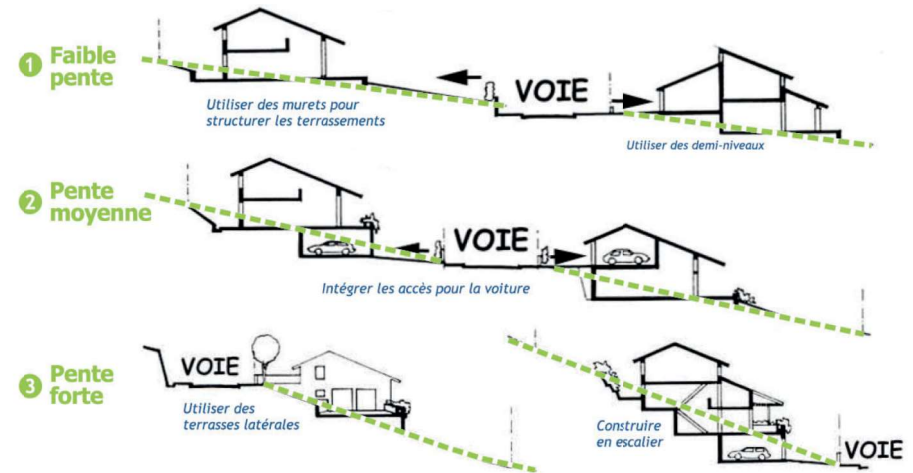 1 Faible
pente
VOIE
Utiliser des murets pour
structurer les terrassements
Utiliser des demi-niveaux
2 Pente
moyenne
VOIE
Intégrer les accès pour la voiture
3 Pente
forte
VOIE
Utiliser des
terrasses latérales
Construire
en escalier
VOIE